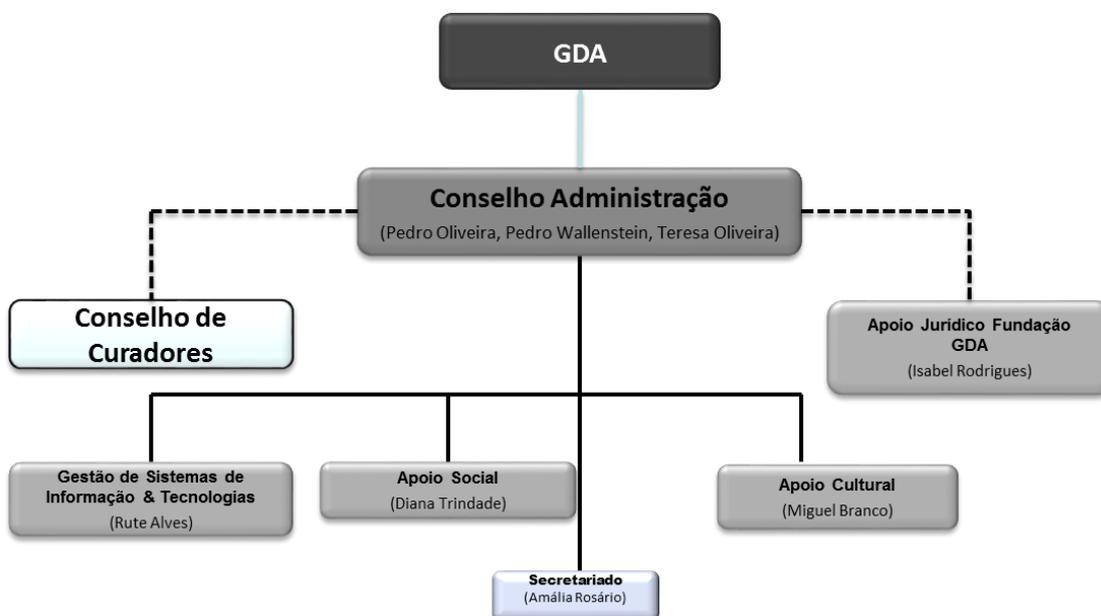 GDA
Conselho Administração
(Pedro Oliveira, Pedro Wallenstein, Teresa Oliveira)
Conselho de
Curadores
Apoio Jurídico Fundação
GDA
(Isabel Rodrigues)
Gestão de Sistemas de
Informação & Tecnologias
(Rute Alves)
Apoio Social
(Diana Trindade)
Apoio Cultural
(Miguel Branco)
Secretariado
(Amália Rosário)